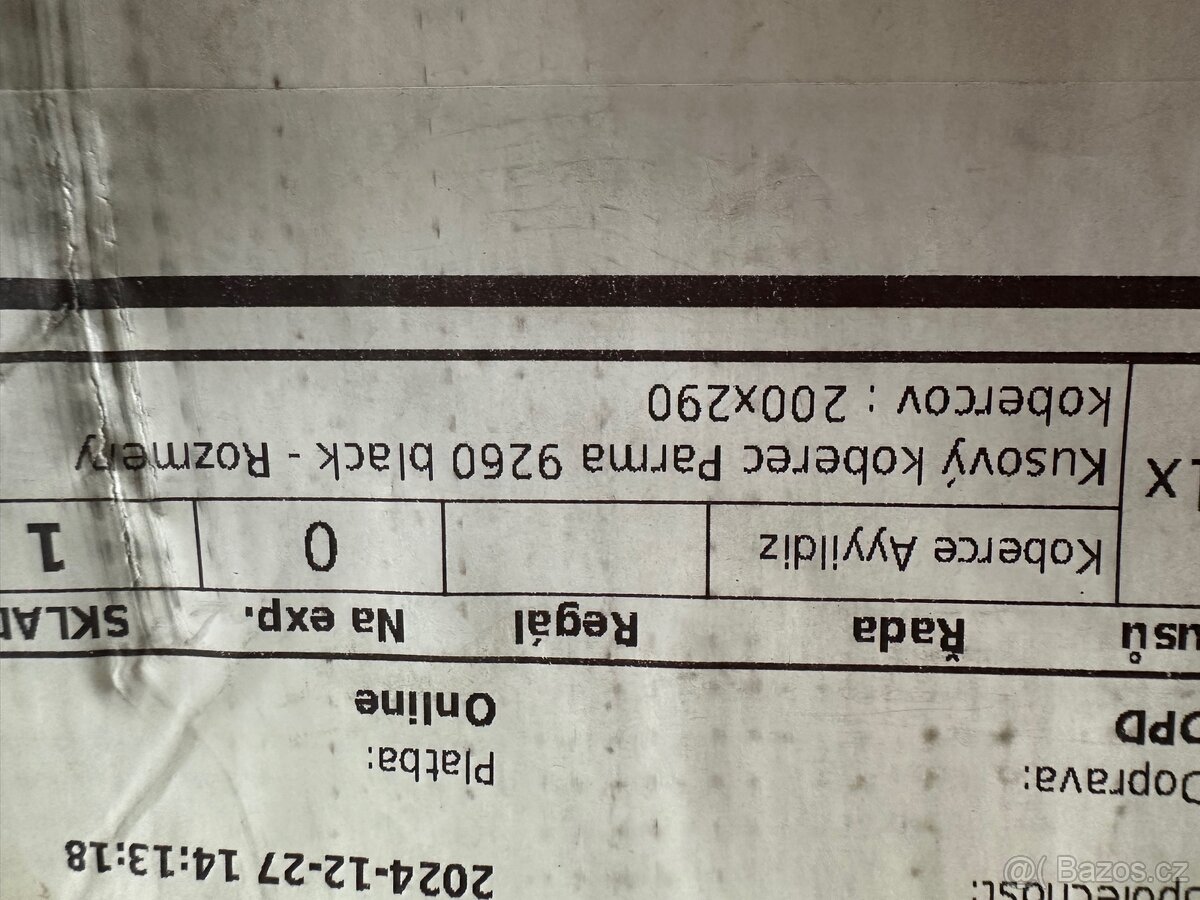 2024-12-27 14:13:18
Doprava:
Platba:
DPD
Online
Řada
Regál
Na exp.
Koberce Ayyildiz
0
1
Kusový koberec Parma 9260 black - Rozmery
kobercov : 200x290
@( Bazos.cz